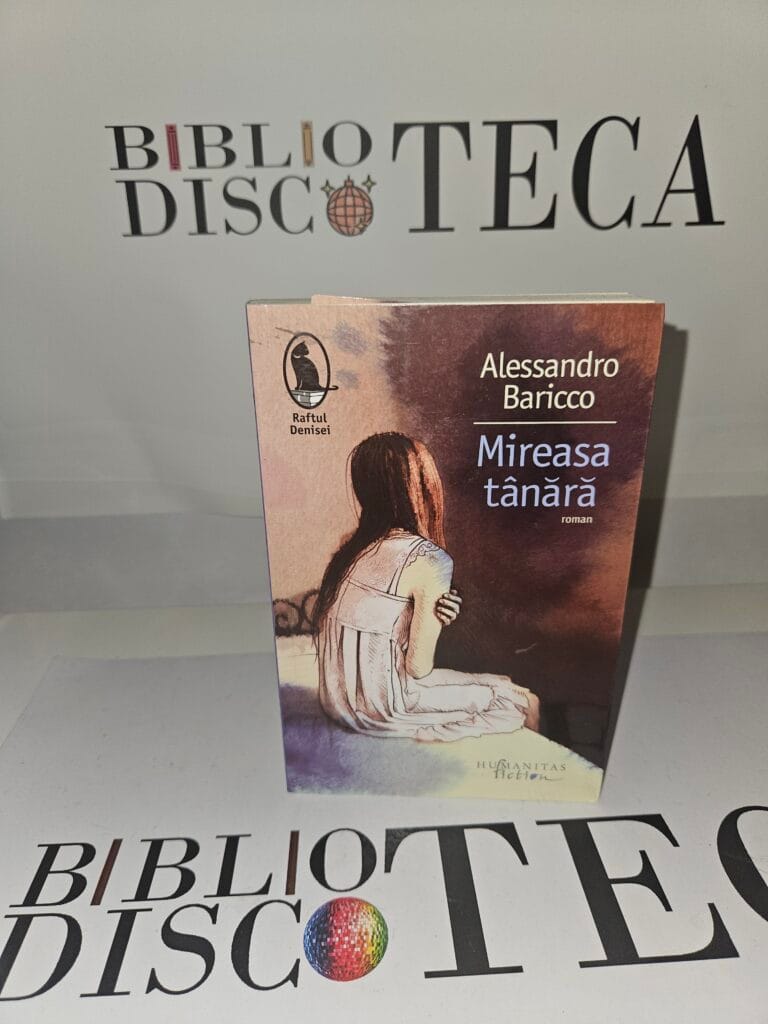 BIBLIO
DISCOTECA
Raftul
Denisei
Alessandro
Baricco
Mireasa
tânără
roman
HUMANITAS
fiction
BIBLIO
DISCOTEC